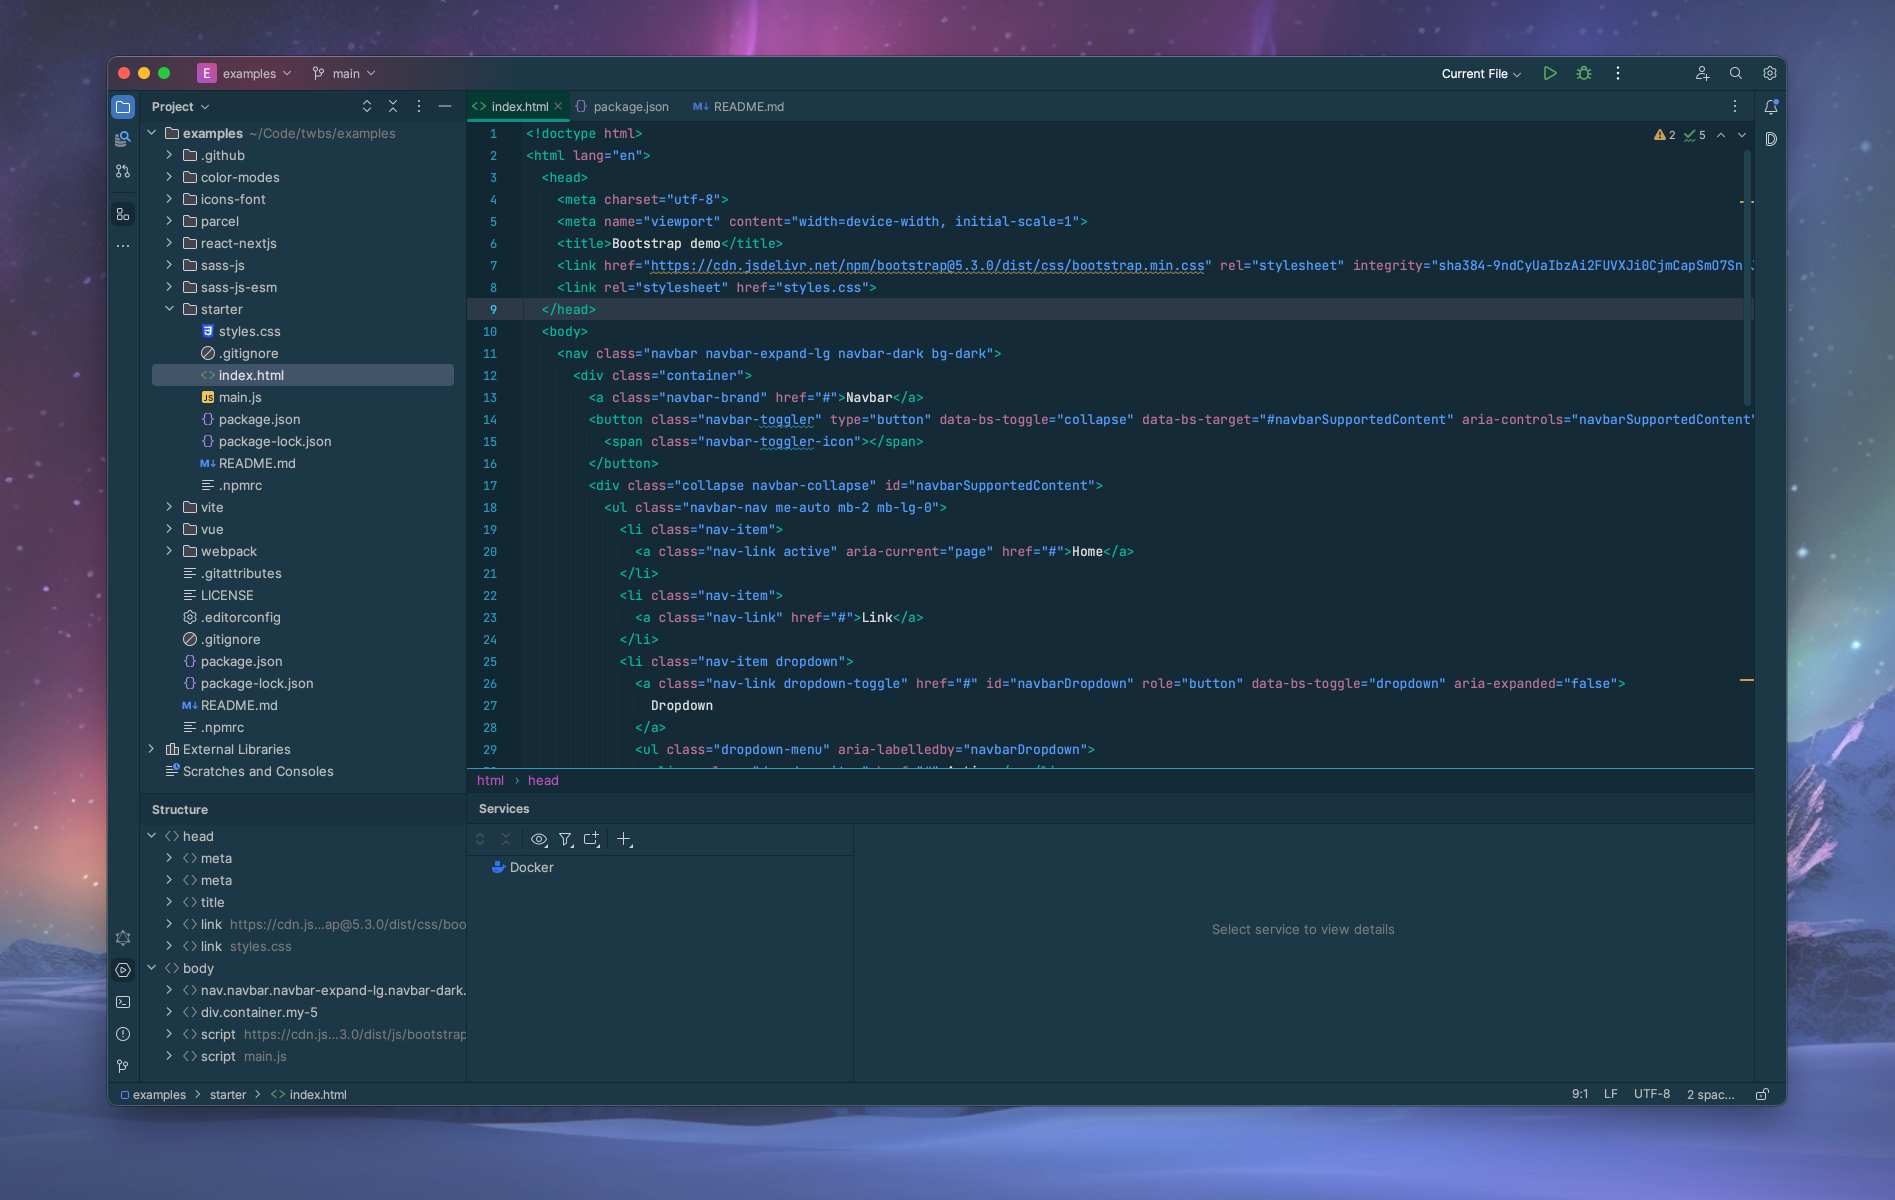 E examples main Current File
Project
index.html package.json README.md
examples ~/Code/twbs/examples
.github
color-modes
icons-font
parcel
react-nextjs
sass-js
sass-js-esm
starter
styles.css
.gitignore
index.html
JS main.js
package.json
package-lock.json
M↓ README.md
.npmrc
vite
vue
webpack
.gitattributes
LICENSE
.editorconfig
.gitignore
package.json
package-lock.json
M↓ README.md
.npmrc
External Libraries
Scratches and Consoles
2 5
1 <!doctype html>
2 <html lang="en">
3 <head>
4 <meta charset="utf-8">
5 <meta name="viewport" content="width=device-width, initial-scale=1">
6 <title>Bootstrap demo</title>
7 <link href="https://cdn.jsdelivr.net/npm/bootstrap@5.3.0/dist/css/bootstrap.min.css" rel="stylesheet" integrity="sha384-9ndCyUaIbzAi2FUVXJi0CjmCapSmO7Sn
8 <link rel="stylesheet" href="styles.css">
9 </head>
10 <body>
11 <nav class="navbar navbar-expand-lg navbar-dark bg-dark">
12 <div class="container">
13 <a class="navbar-brand" href="#">Navbar</a>
14 <button class="navbar-toggler" type="button" data-bs-toggle="collapse" data-bs-target="#navbarSupportedContent" aria-controls="navbarSupportedContent"
15 <span class="navbar-toggler-icon"></span>
16 </button>
17 <div class="collapse navbar-collapse" id="navbarSupportedContent">
18 <ul class="navbar-nav me-auto mb-2 mb-lg-0">
19 <li class="nav-item">
20 <a class="nav-link active" aria-current="page" href="#">Home</a>
21 </li>
22 <li class="nav-item">
23 <a class="nav-link" href="#">Link</a>
24 </li>
25 <li class="nav-item dropdown">
26 <a class="nav-link dropdown-toggle" href="#" id="navbarDropdown" role="button" data-bs-toggle="dropdown" aria-expanded="false">
27 Dropdown
28 </a>
29 <ul class="dropdown-menu" aria-labelledby="navbarDropdown">
html › head
Structure
head
meta
meta
title
link https://cdn.js...ap@5.3.0/dist/css/boo
link styles.css
body
nav.navbar.navbar-expand-lg.navbar-dark.
div.container.my-5
script https://cdn.js...3.0/dist/js/bootstrap
script main.js
Services
Docker
Select service to view details
examples > starter > index.html
9:1 LF UTF-8 2 spac...